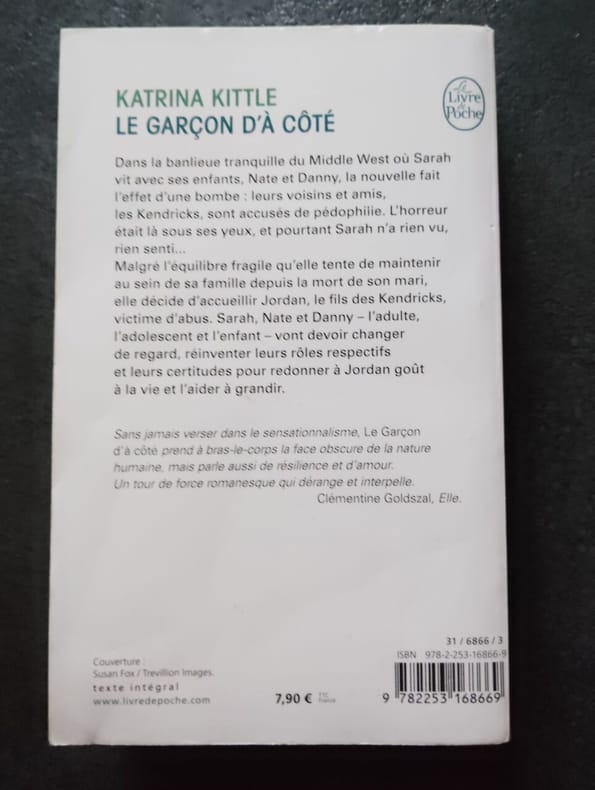 KATRINA KITTLE
LE GARÇON D'À CÔTÉ
Le
Livre
de
Poche
Dans la banlieue tranquille du Middle West où Sarah
vit avec ses enfants, Nate et Danny, la nouvelle fait
l'effet d'une bombe : leurs voisins et amis,
les Kendricks, sont accusés de pédophilie. L'horreur
était là sous ses yeux, et pourtant Sarah n'a rien vu,
rien senti...
Malgré l'équilibre fragile qu'elle tente de maintenir
au sein de sa famille depuis la mort de son mari,
elle décide d'accueillir Jordan, le fils des Kendricks,
victime d'abus. Sarah, Nate et Danny – l'adulte,
l'adolescent et l'enfant – vont devoir changer
de regard, réinventer leurs rôles respectifs
et leurs certitudes pour redonner à Jordan goût
à la vie et l'aider à grandir.
Sans jamais verser dans le sensationnalisme, Le Garçon
d'à côté prend à bras-le-corps la face obscure de la nature
humaine, mais parle aussi de résilience et d'amour.
Un tour de force romanesque qui dérange et interpelle.
Clémentine Goldszal, Elle.
Couverture :
Susan Fox / Trevillion Images.
texte intégral
www.livredepoche.com
7,90 € TTC
France
31 / 6866 / 3
ISBN 978-2-253-16866-9
9 782253 168669